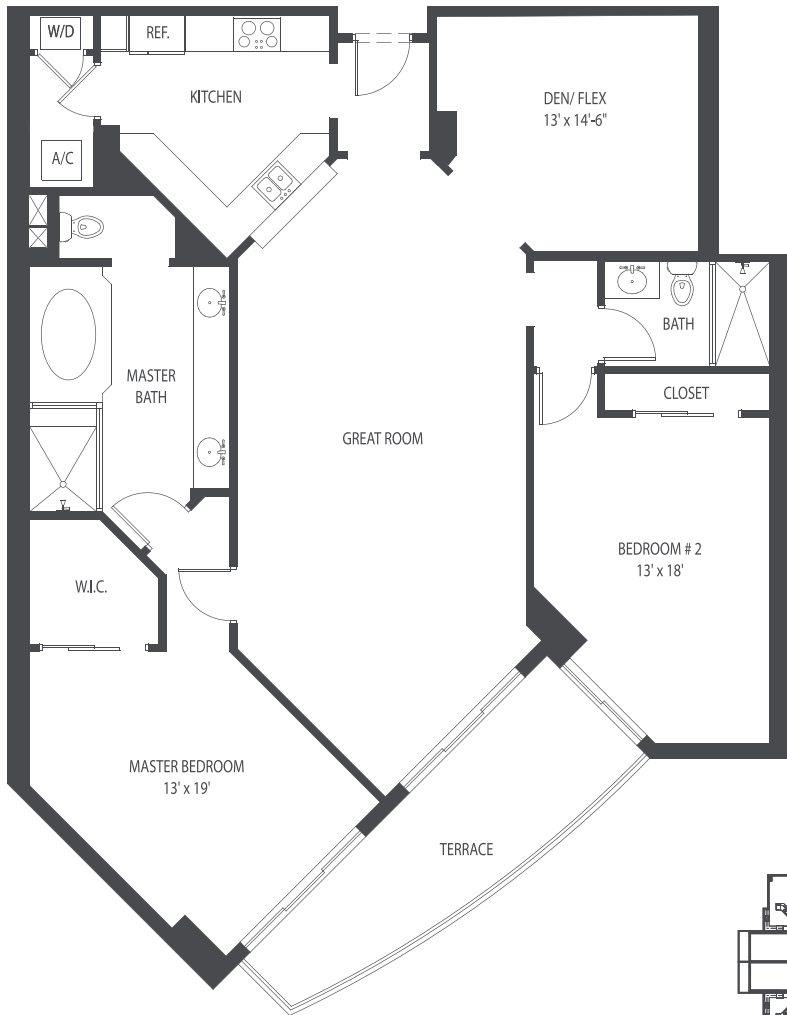 W/D
REF.
KITCHEN
DEN/ FLEX
13' x 14'-6"
A/C
BATH
MASTER
BATH
CLOSET
GREAT ROOM
BEDROOM # 2
13' x 18'
W.I.C.
MASTER BEDROOM
13' x 19'
TERRACE